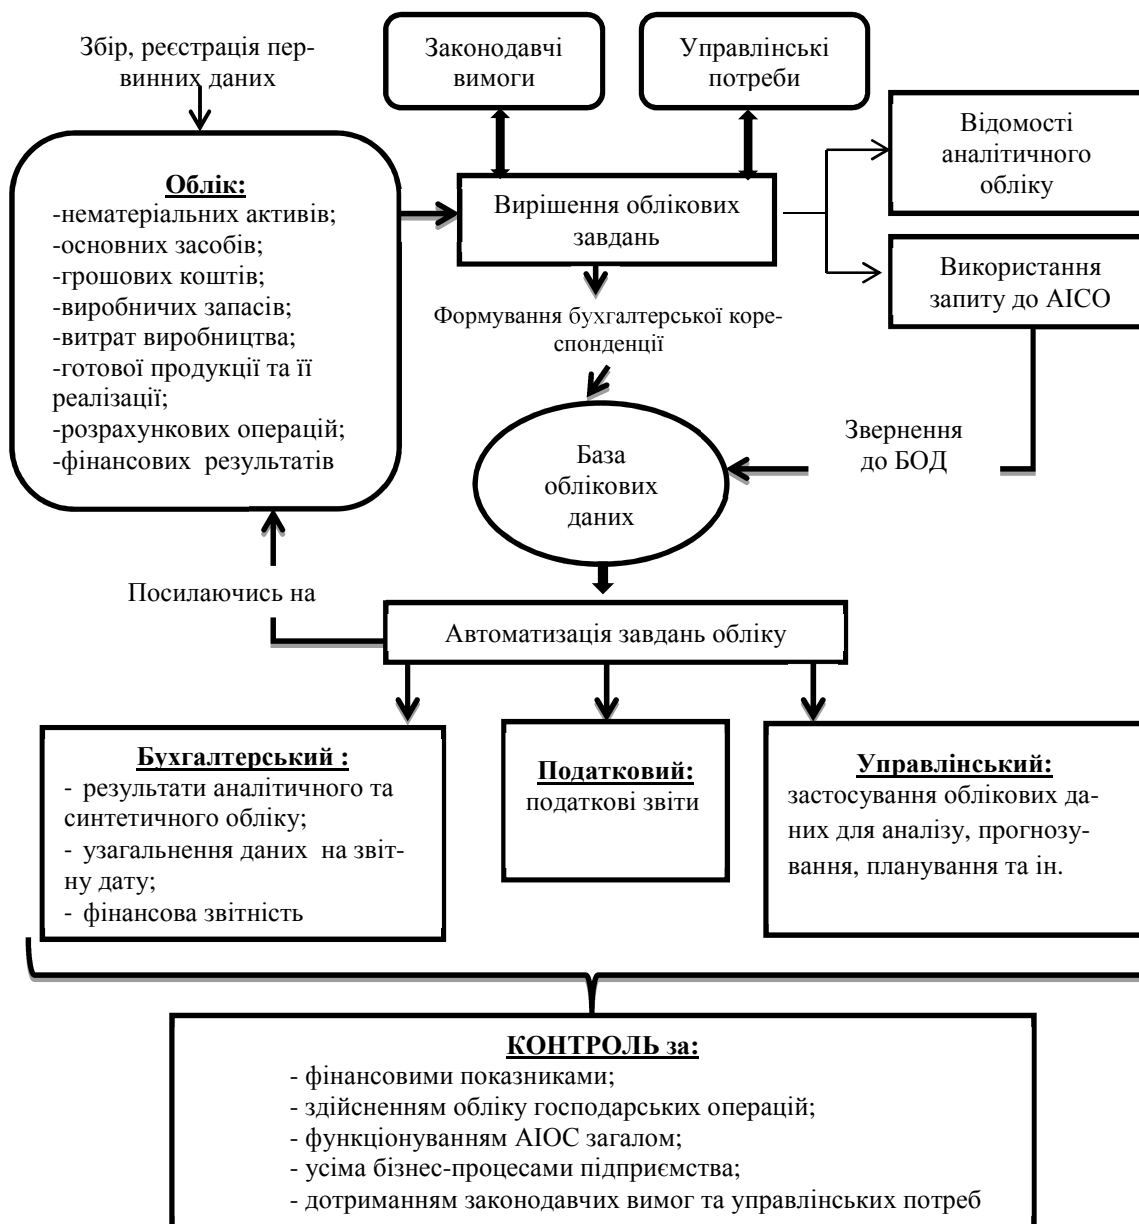 Збір, реєстрація пер-
винних даних
Законодавчі
вимоги
Управлінські
потреби
Відомості
аналітичного
обліку
Облік:
-нематеріальних активів;
-основних засобів;
-грошових коштів;
-виробничих запасів;
-витрат виробництва;
-готової продукції та її
реалізації;
-розрахункових операцій;
-фінансових результатів
Вирішення облікових
завдань
Використання
запиту до АІСО
Формування бухгалтерської коре-
спонденції
Звернення
до БОД
База
облікових
даних
Посилаючись на
Автоматизація завдань обліку
Бухгалтерський :
- результати аналітичного та
синтетичного обліку;
- узагальнення даних на звіт-
ну дату;
- фінансова звітність
Податковий:
податкові звіти
Управлінський:
застосування облікових да-
них для аналізу, прогнозу-
вання, планування та ін.
КОНТРОЛЬ за:
- фінансовими показниками;
- здійсненням обліку господарських операцій;
- функціонуванням АІОС загалом;
- усіма бізнес-процесами підприємства;
- дотриманням законодавчих вимог та управлінських потреб